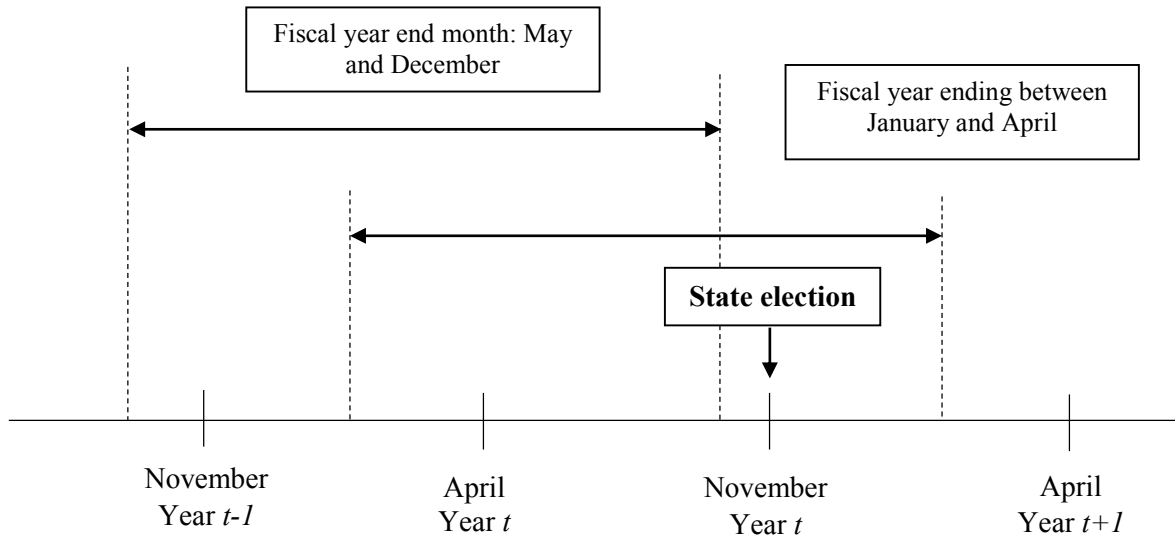 Fiscal year end month: May
and December
Fiscal year ending between
January and April
State election
November
Year t-1
April
Year t
November
Year t
April
Year t+1